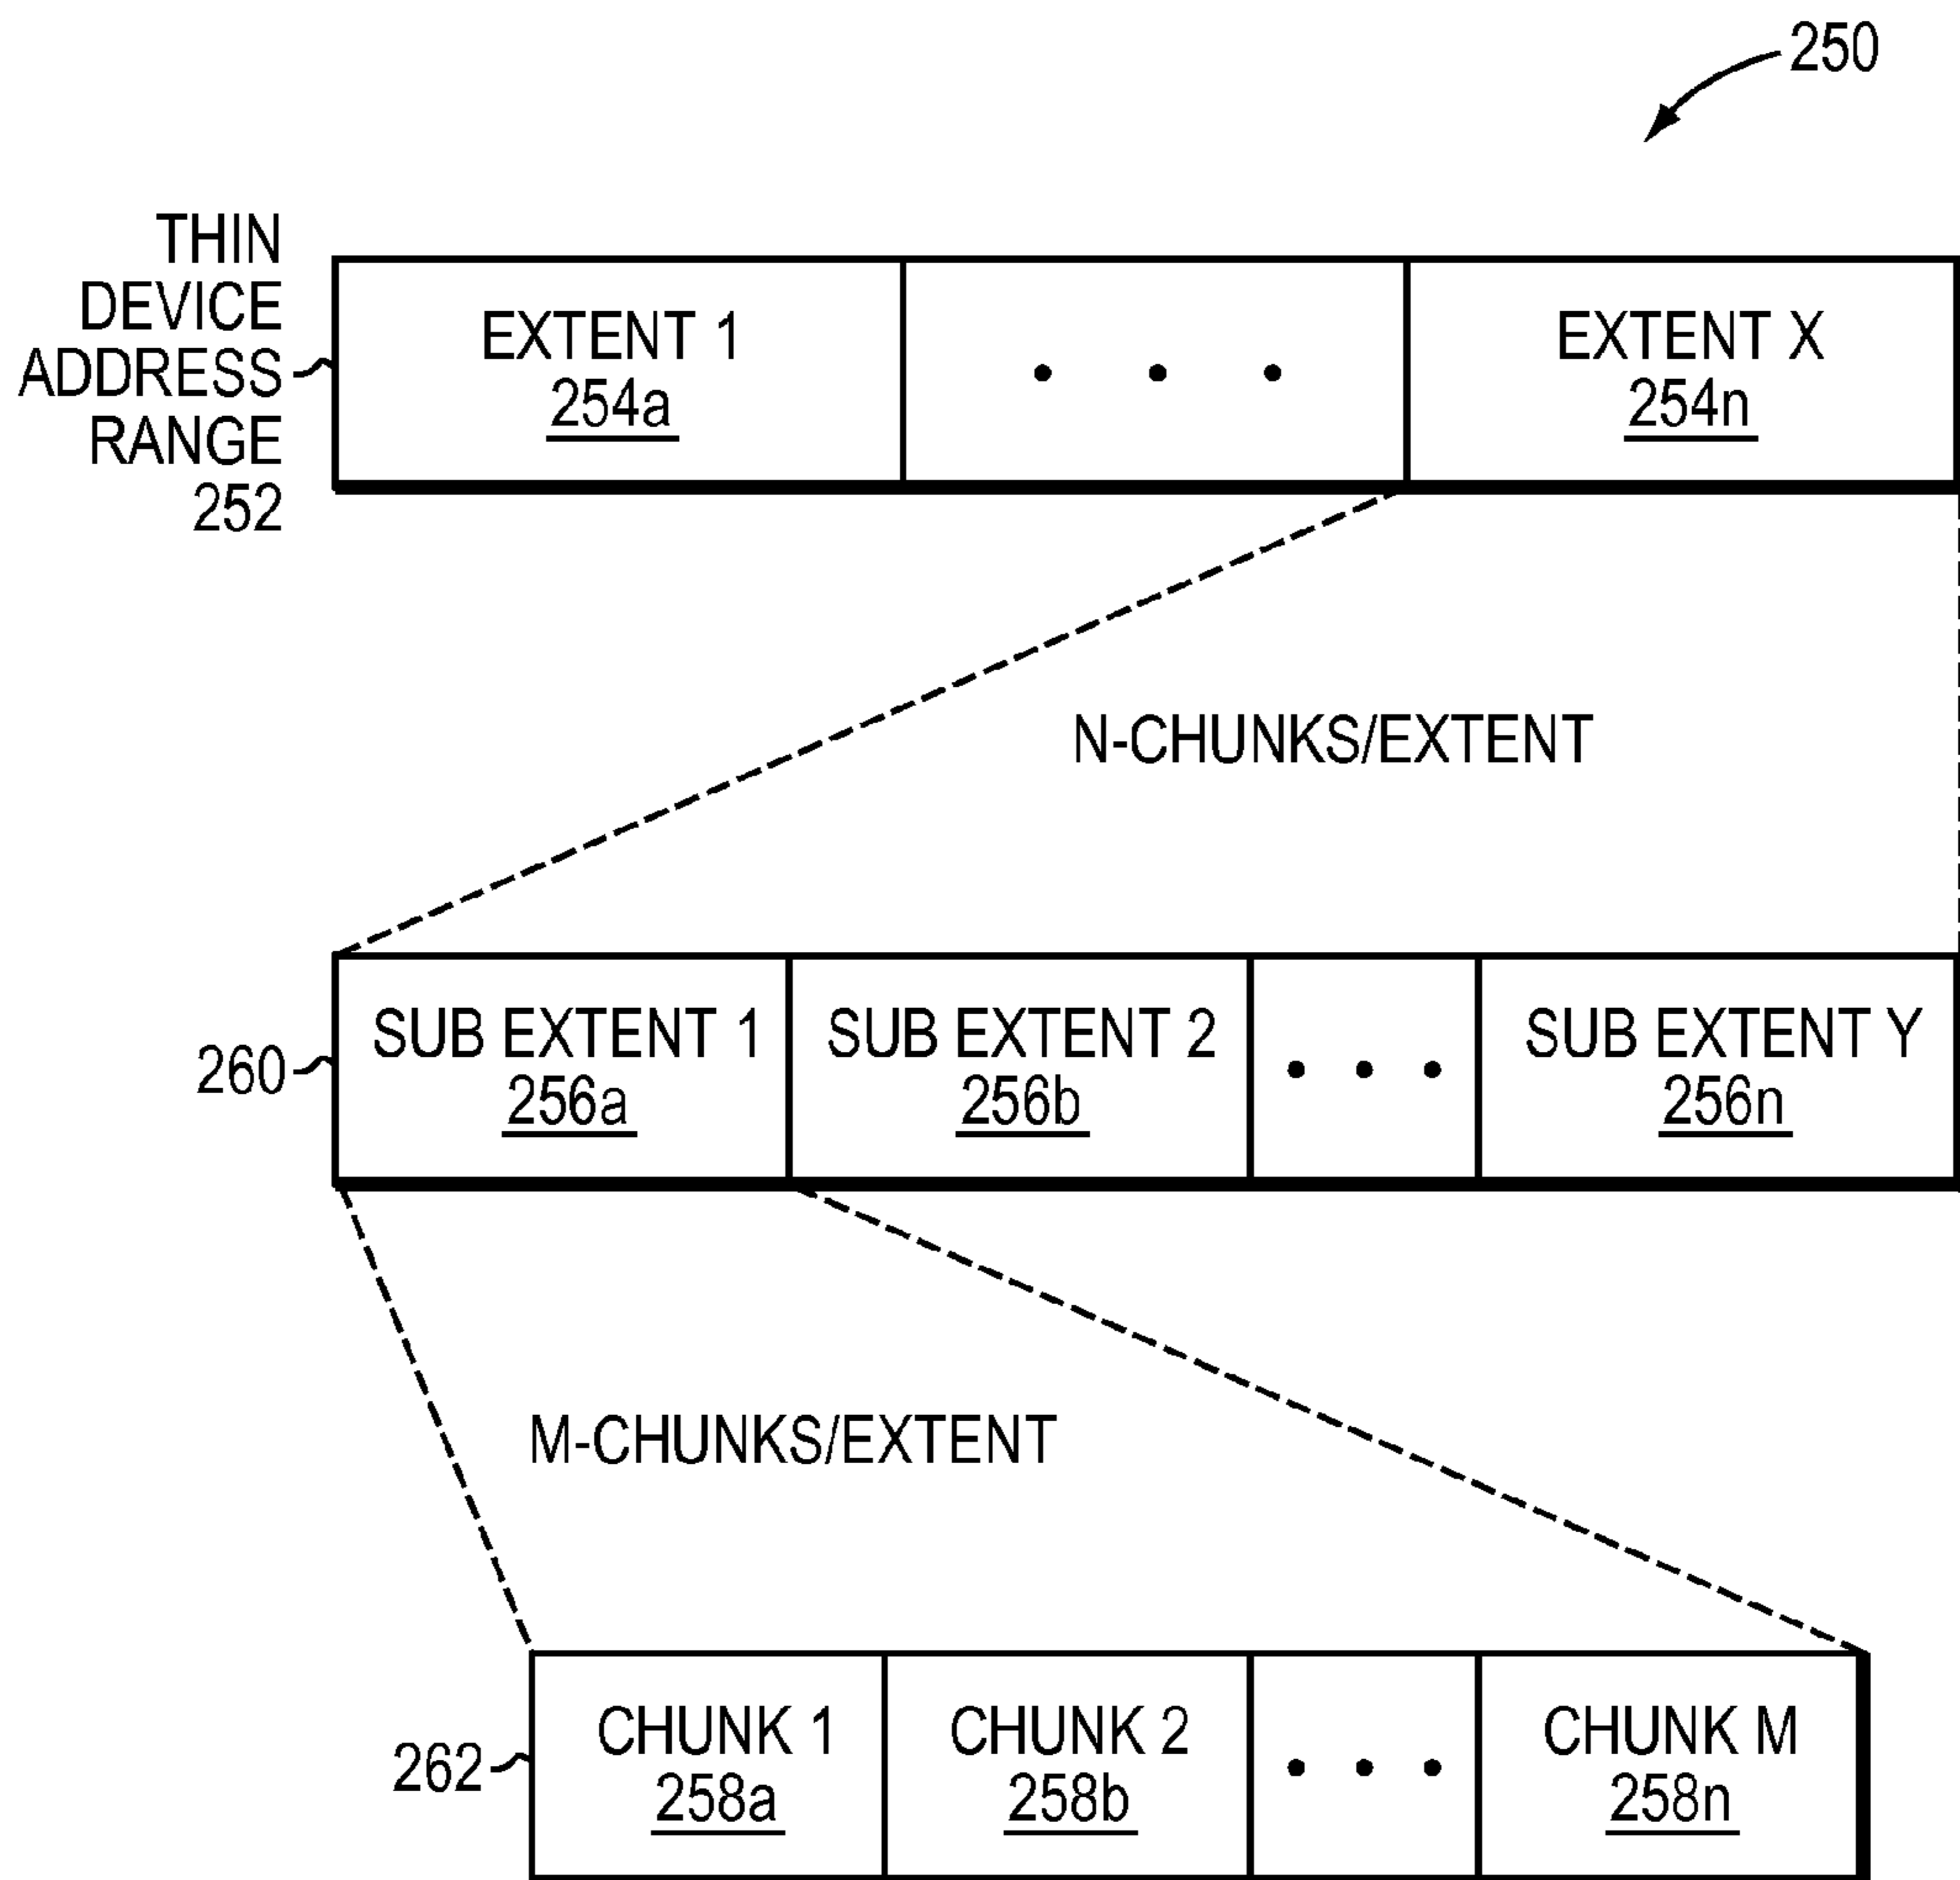 250
THIN
DEVICE
ADDRESS
RANGE
252
EXTENT 1
254a
. . .
EXTENT X
254n
N-CHUNKS/EXTENT
260
SUB EXTENT 1
256a
SUB EXTENT 2
256b
. . .
SUB EXTENT Y
256n
M-CHUNKS/EXTENT
262
CHUNK 1
258a
CHUNK 2
258b
. . .
CHUNK M
258n